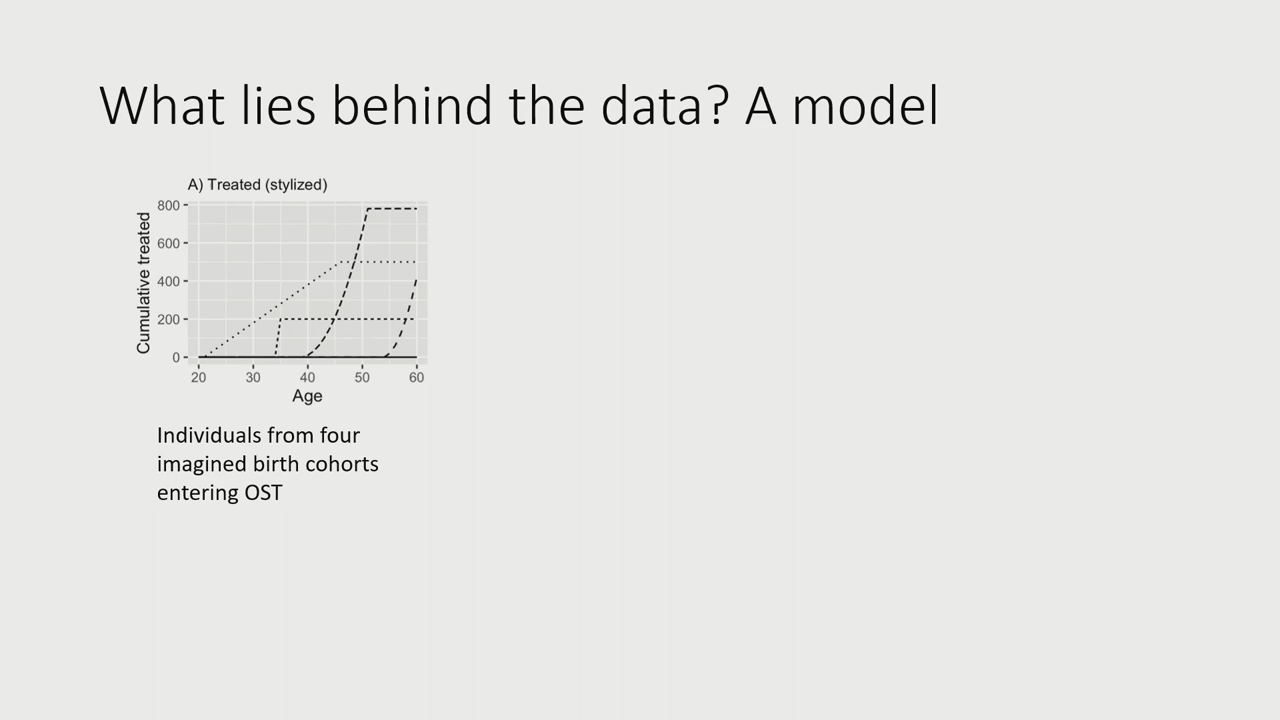 What lies behind the data? A model
A) Treated (stylized)
Cumulative treated
800
600
400
200
0
20 30 40 50 60
Age
Individuals from four
imagined birth cohorts
entering OST